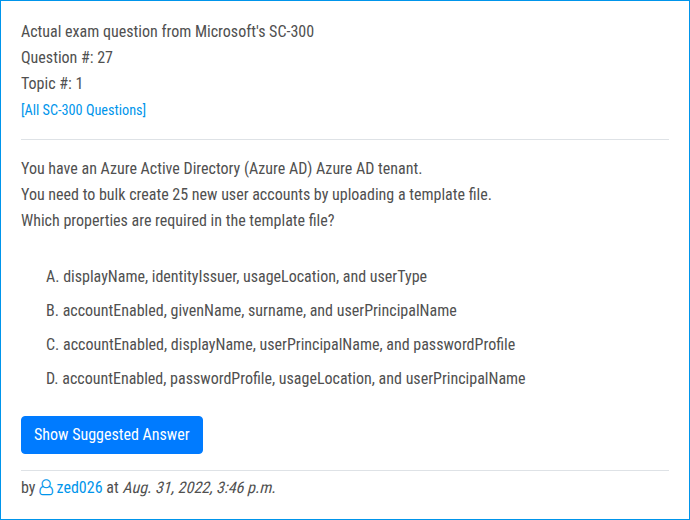 Actual exam question from Microsoft's SC-300
Question #: 27
Topic #: 1
[All SC-300 Questions]
You have an Azure Active Directory (Azure AD) Azure AD tenant.
You need to bulk create 25 new user accounts by uploading a template file.
Which properties are required in the template file?
A. displayName, identityIssuer, usageLocation, and userType
B. accountEnabled, givenName, surname, and userPrincipalName
C. accountEnabled, displayName, userPrincipalName, and passwordProfile
D. accountEnabled, passwordProfile, usageLocation, and userPrincipalName
Show Suggested Answer
by zed026 at Aug. 31, 2022, 3:46 p.m.